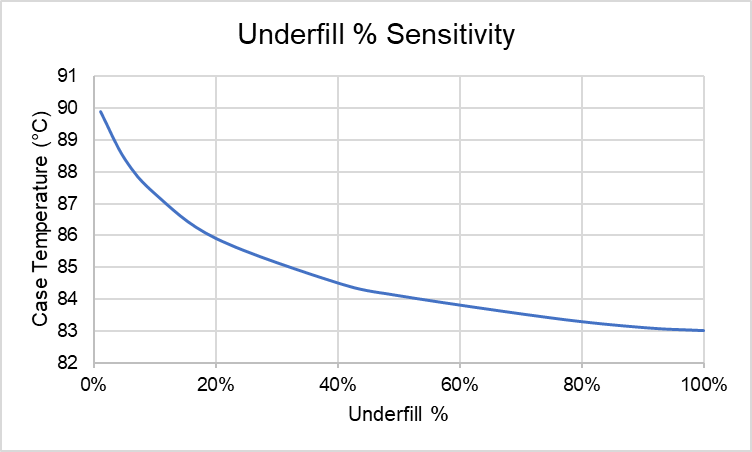 Underfill % Sensitivity
91
90
89
88
87
86
85
84
83
82
Case Temperature (°C)
0% 20% 40% 60% 80% 100%
Underfill %